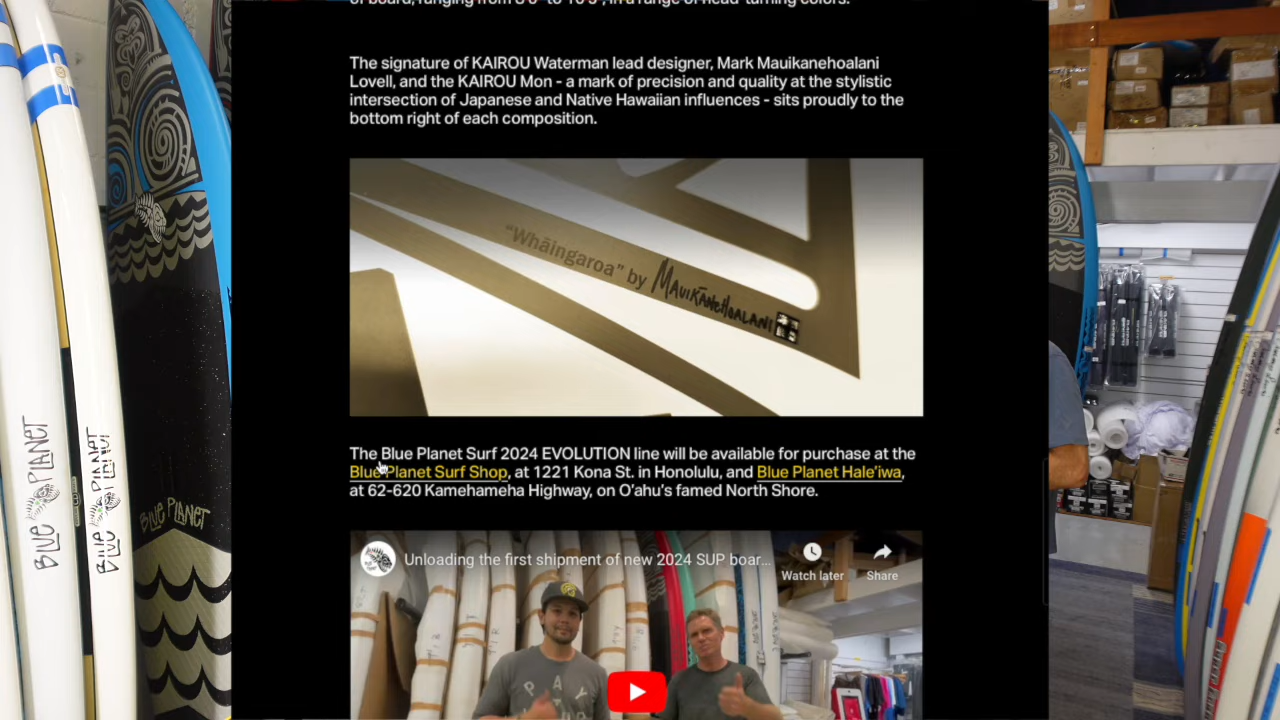 The signature of KAIROU Waterman lead designer, Mark Mauikanehoalani
Lovell, and the KAIROU Mon - a mark of precision and quality at the stylistic
intersection of Japanese and Native Hawaiian influences - sits proudly to the
bottom right of each composition.
"Whāingaroa" by MAUIKĀNEHOALANI
The Blue Planet Surf 2024 EVOLUTION line will be available for purchase at the
Blue Planet Surf Shop, at 1221 Kona St. in Honolulu, and Blue Planet Hale'iwa,
at 62-620 Kamehameha Highway, on O'ahu's famed North Shore.
Unloading the first shipment of new 2024 SUP boar...
Watch later
Share
BLUE PLANET
BLUE PLANET
BLUE PLANET